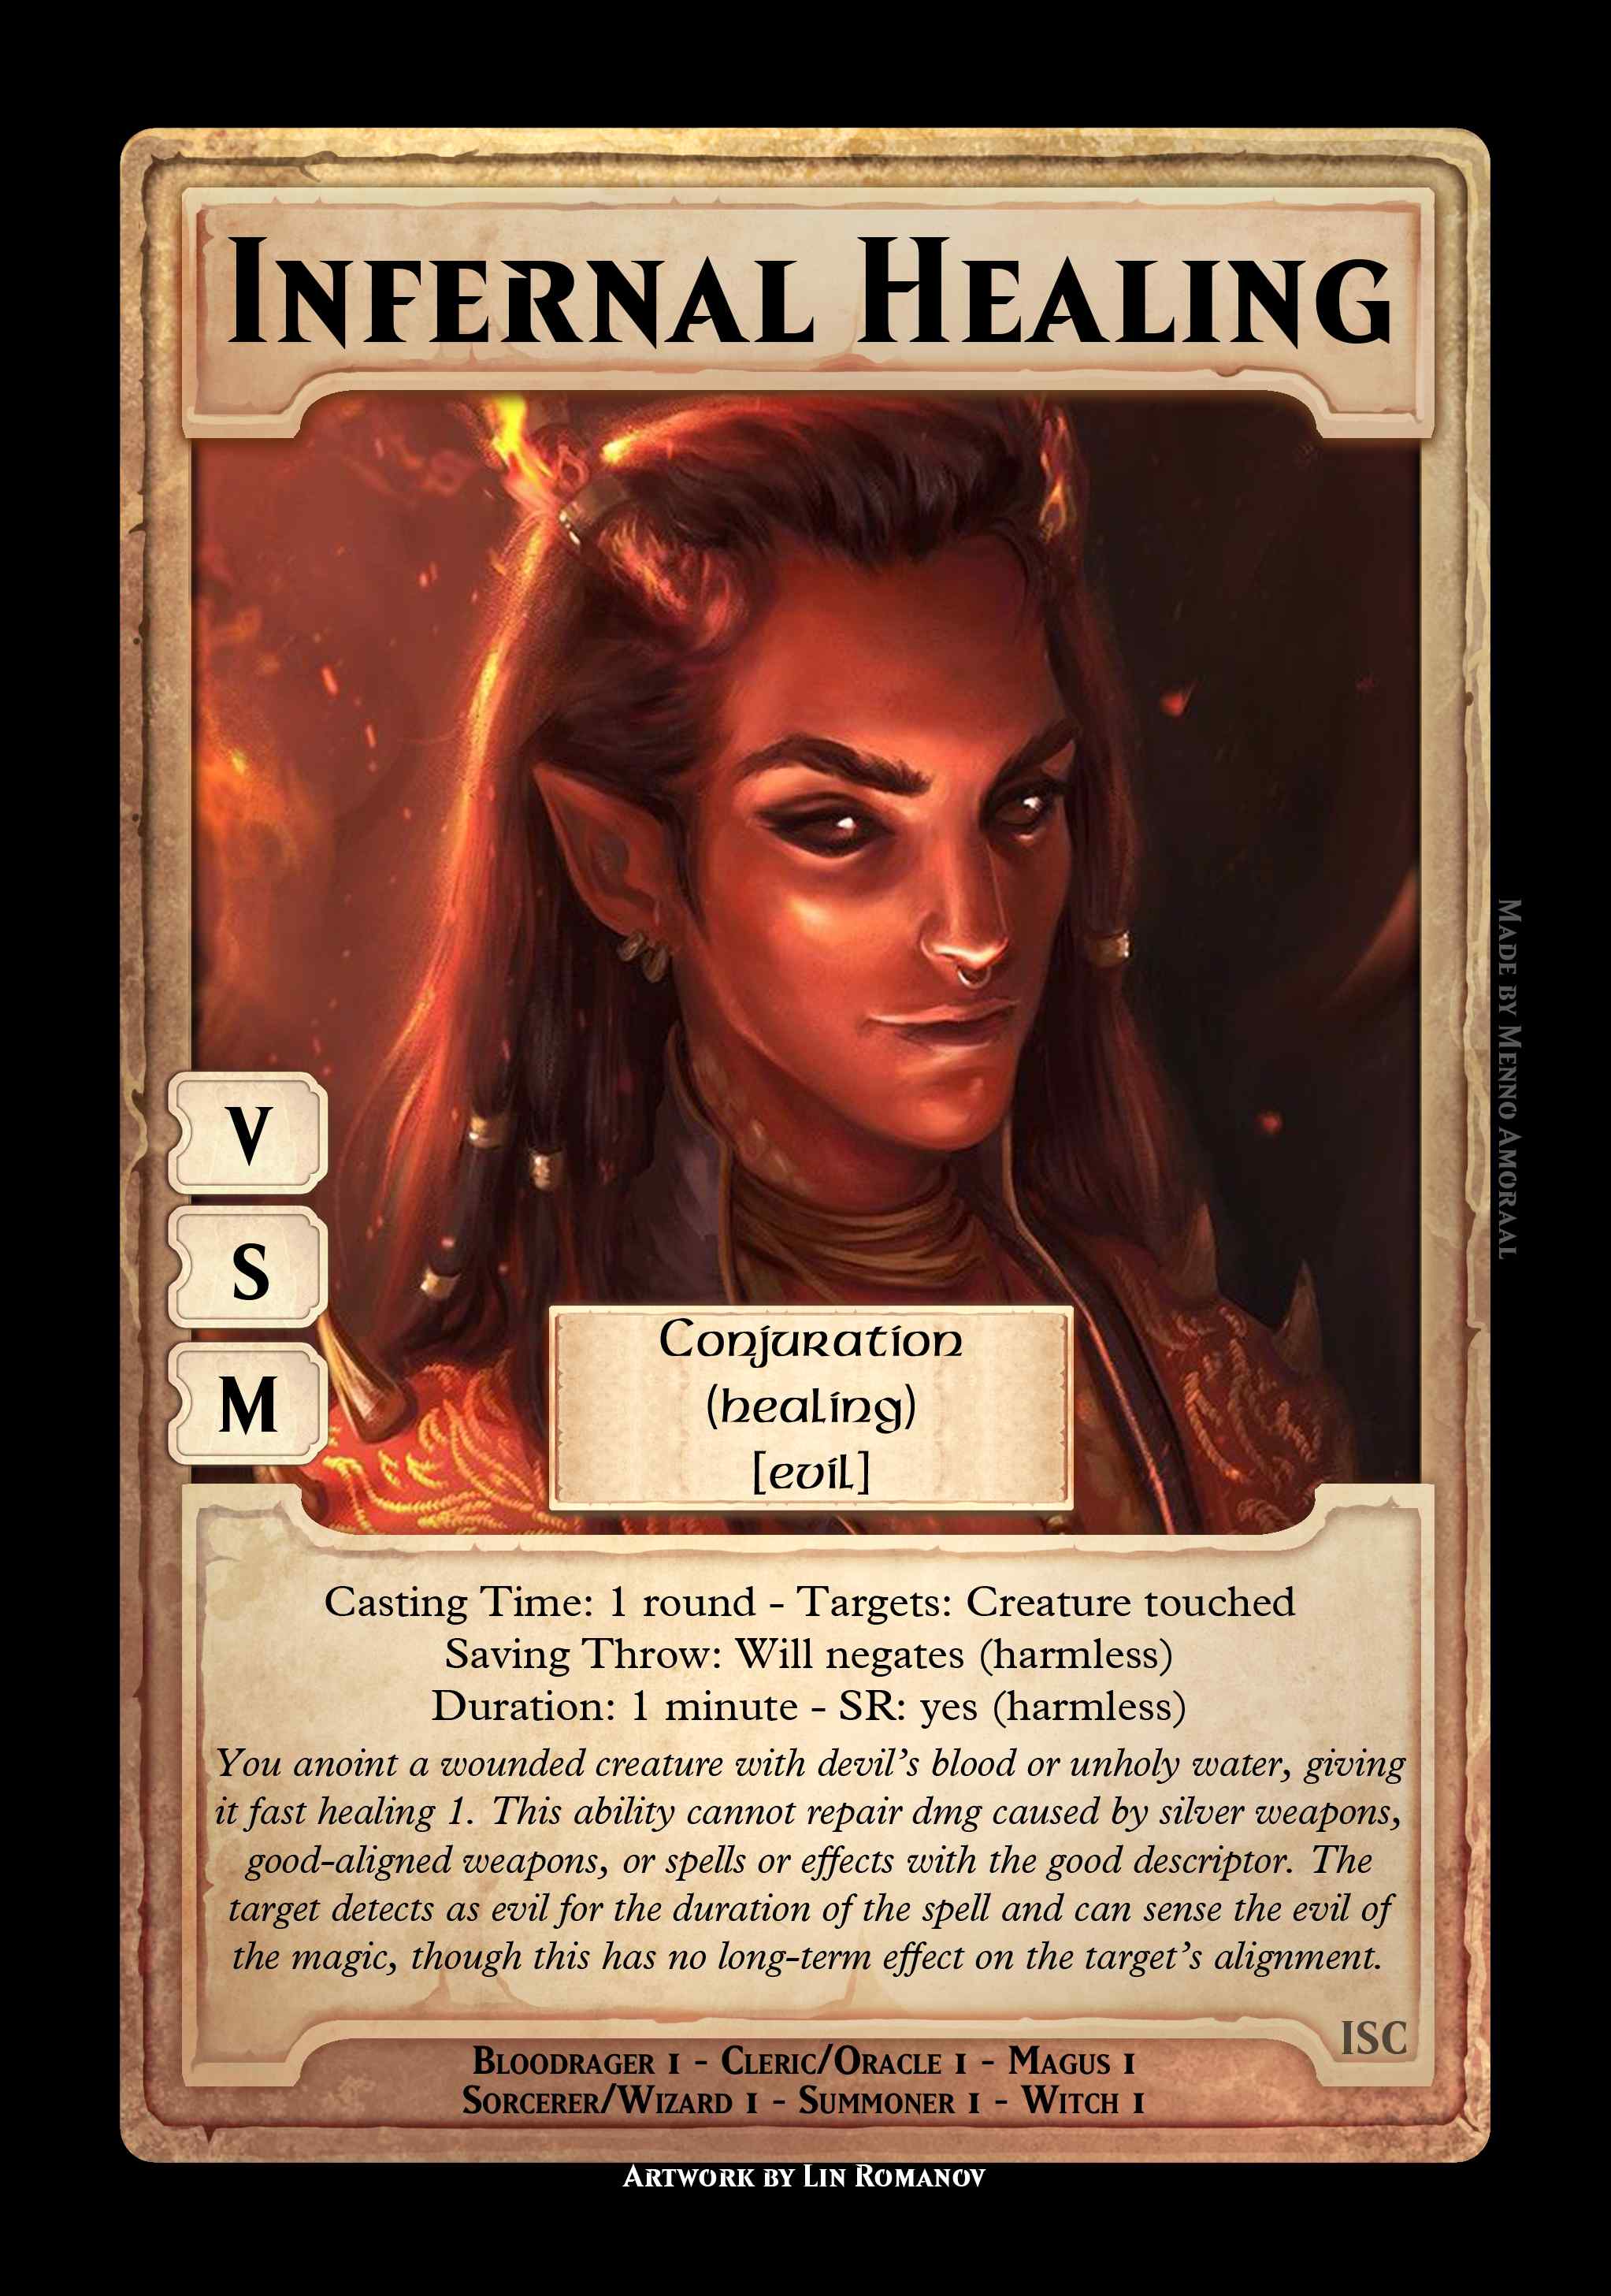 Infernal Healing
V
S
M
Conjuration
(healing)
[evil]
Casting Time: 1 round - Targets: Creature touched
Saving Throw: Will negates (harmless)
Duration: 1 minute - SR: yes (harmless)
You anoint a wounded creature with devil's blood or unholy water, giving
it fast healing 1. This ability cannot repair dmg caused by silver weapons,
good-aligned weapons, or spells or effects with the good descriptor. The
target detects as evil for the duration of the spell and can sense the evil of
the magic, though this has no long-term effect on the target's alignment.
ISC
Bloodrager 1 - Cleric/Oracle 1 - Magus 1
Sorcerer/Wizard 1 - Summoner 1 - Witch 1
Artwork by Lin Romanov
Made by Menno Amoraal